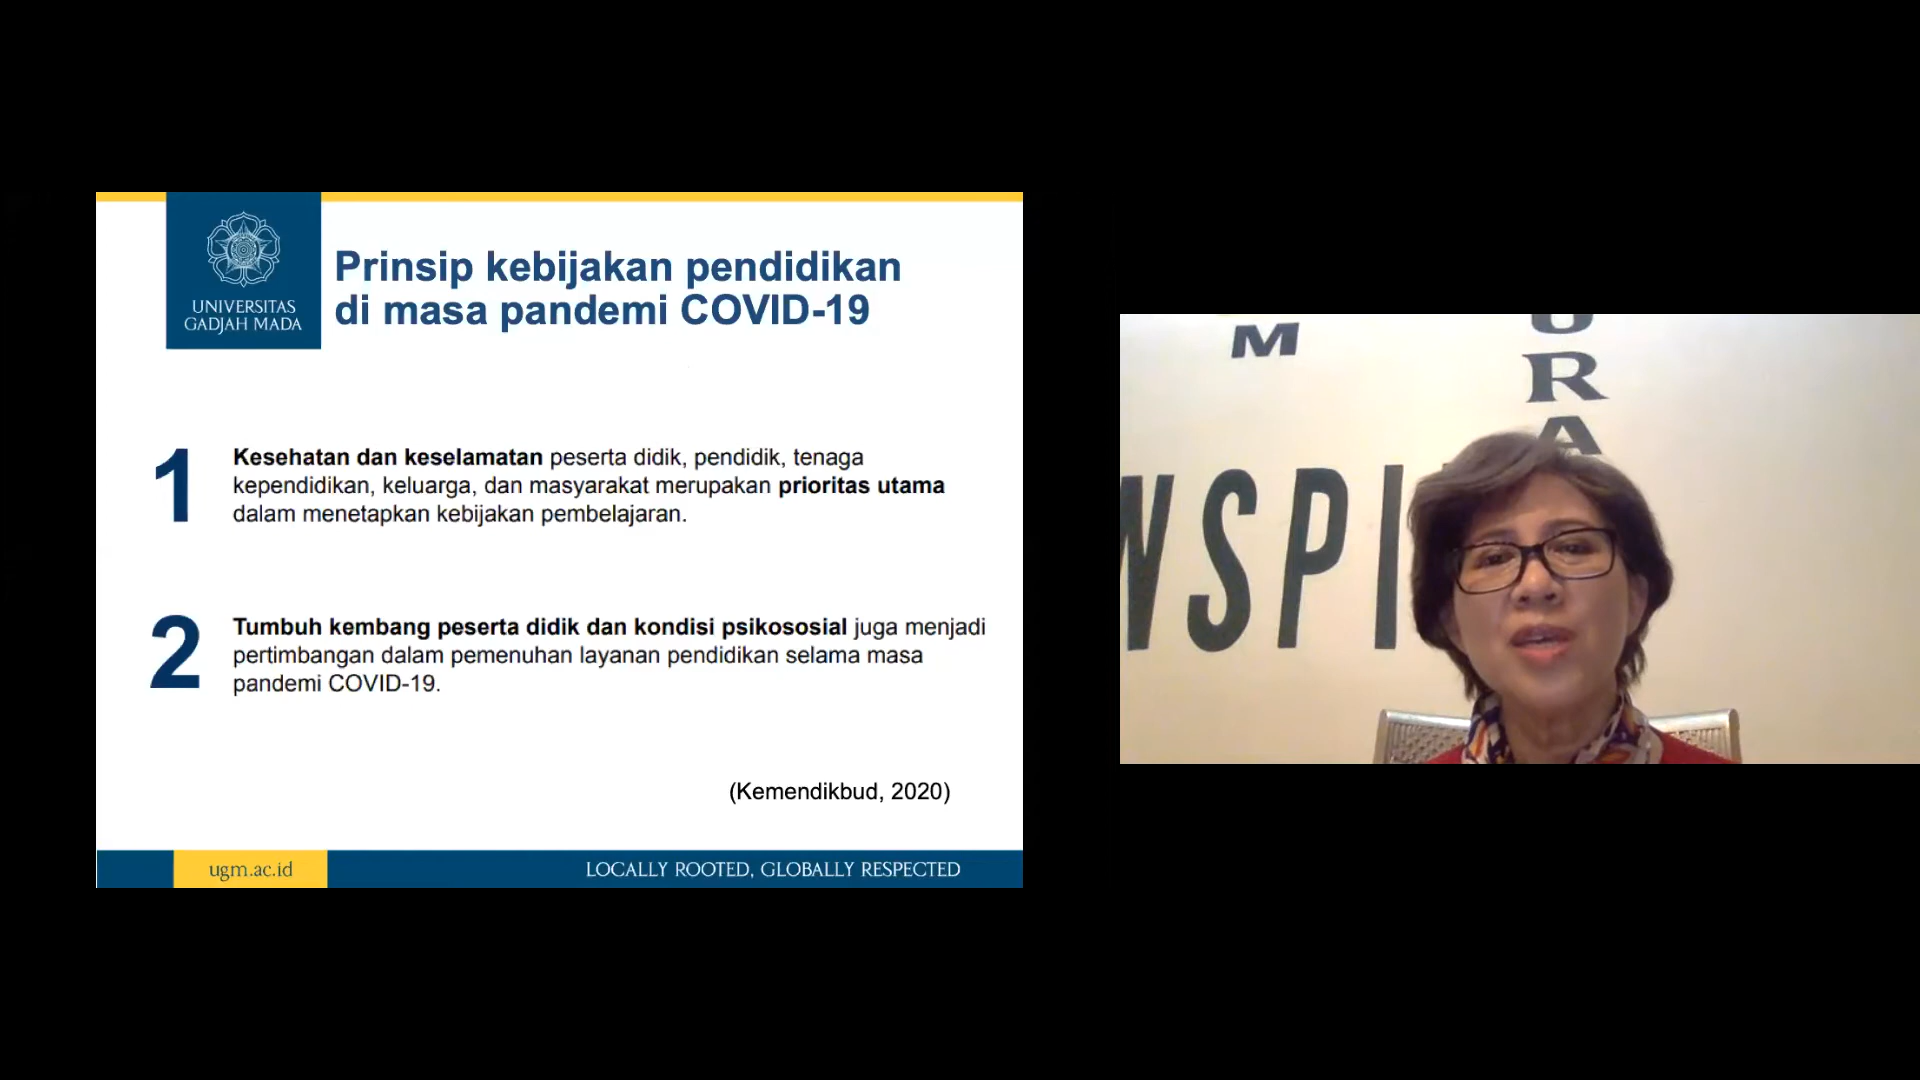 UNIVERSITAS
GADJAH MADA
Prinsip kebijakan pendidikan
di masa pandemi COVID-19
1
Kesehatan dan keselamatan peserta didik, pendidik, tenaga
kependidikan, keluarga, dan masyarakat merupakan prioritas utama
dalam menetapkan kebijakan pembelajaran.
2
Tumbuh kembang peserta didik dan kondisi psikososial juga menjadi
pertimbangan dalam pemenuhan layanan pendidikan selama masa
pandemi COVID-19.
(Kemendikbud, 2020)
ugm.ac.id
LOCALLY ROOTED, GLOBALLY RESPECTED
M
URA
NSPI